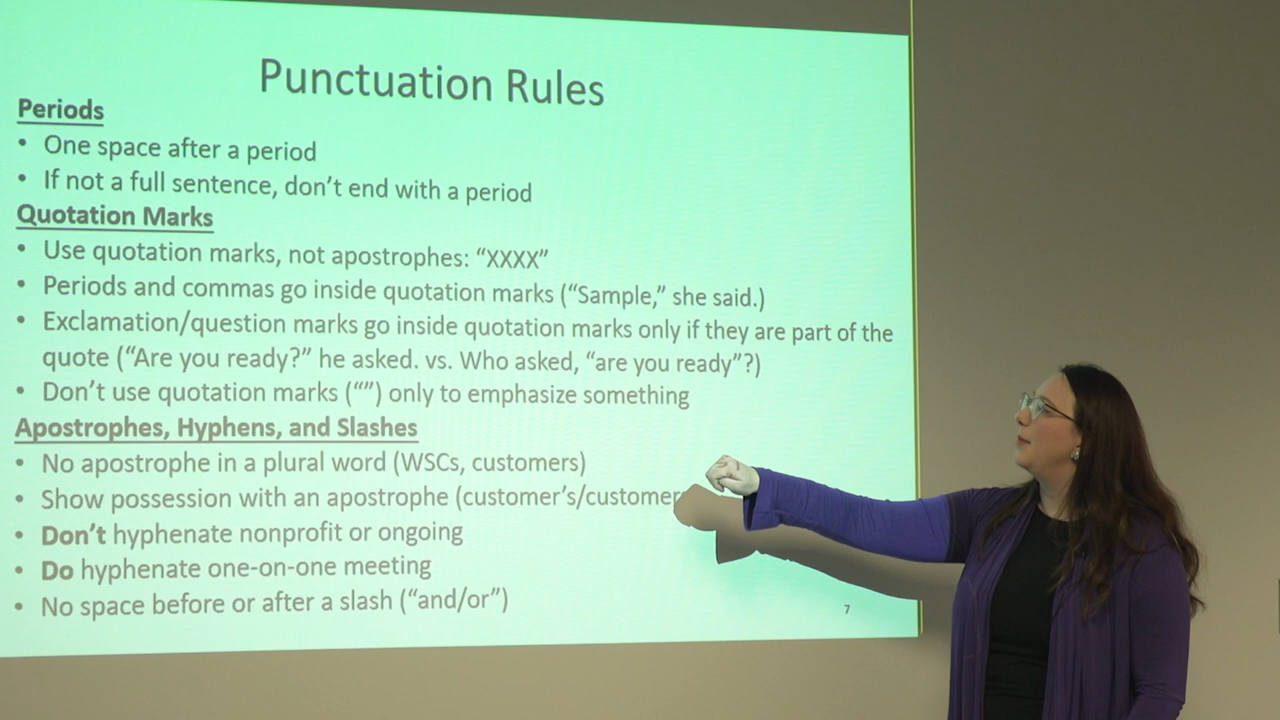 Punctuation Rules
Periods
• One space after a period
• If not a full sentence, don’t end with a period
Quotation Marks
• Use quotation marks, not apostrophes: “XXXX”
• Periods and commas go inside quotation marks (“Sample,” she said.)
• Exclamation/question marks go inside quotation marks only if they are part of the
quote (“Are you ready?” he asked. vs. Who asked, “are you ready”?)
• Don’t use quotation marks (“”) only to emphasize something
Apostrophes, Hyphens, and Slashes
• No apostrophe in a plural word (WSCs, customers)
• Show possession with an apostrophe (customer’s/customer
• Don’t hyphenate nonprofit or ongoing
• Do hyphenate one-on-one meeting
• No space before or after a slash (“and/or”)
7